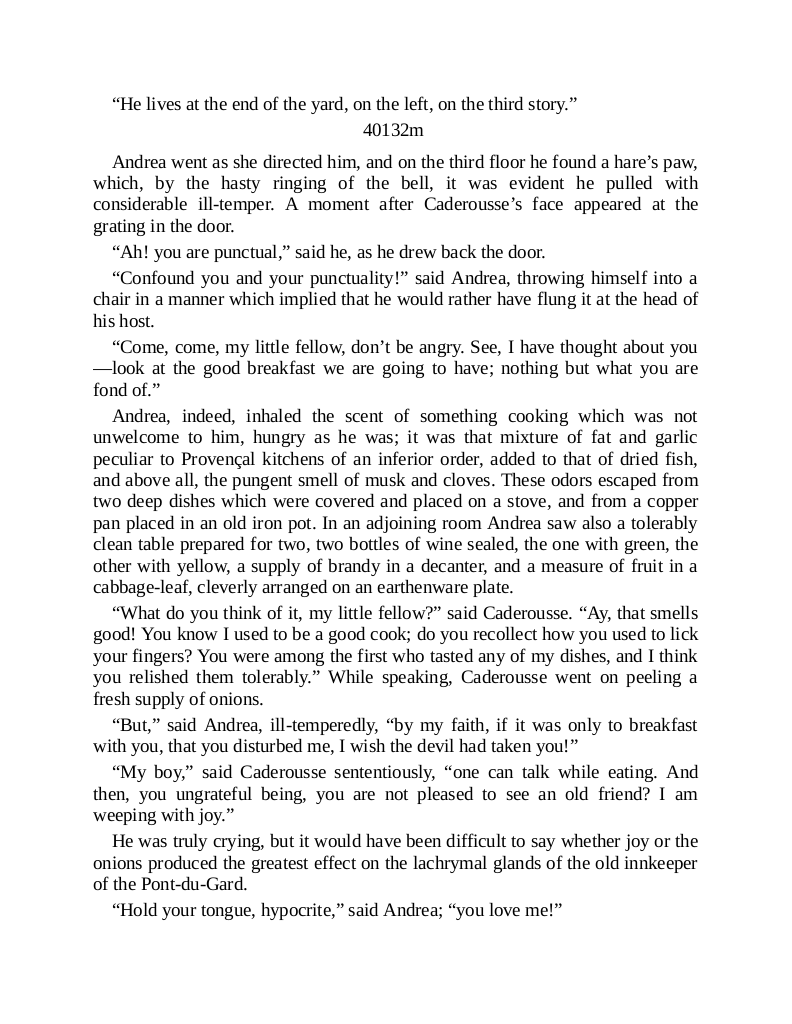 “He lives at the end of the yard, on the left, on the third story.”
40132m
Andrea went as she directed him, and on the third floor he found a hare’s paw,
which, by the hasty ringing of the bell, it was evident he pulled with
considerable ill-temper. A moment after Caderousse’s face appeared at the
grating in the door.
“Ah! you are punctual,” said he, as he drew back the door.
“Confound you and your punctuality!” said Andrea, throwing himself into a
chair in a manner which implied that he would rather have flung it at the head of
his host.
“Come, come, my little fellow, don’t be angry. See, I have thought about you
—look at the good breakfast we are going to have; nothing but what you are
fond of.”
Andrea, indeed, inhaled the scent of something cooking which was not
unwelcome to him, hungry as he was; it was that mixture of fat and garlic
peculiar to Provençal kitchens of an inferior order, added to that of dried fish,
and above all, the pungent smell of musk and cloves. These odors escaped from
two deep dishes which were covered and placed on a stove, and from a copper
pan placed in an old iron pot. In an adjoining room Andrea saw also a tolerably
clean table prepared for two, two bottles of wine sealed, the one with green, the
other with yellow, a supply of brandy in a decanter, and a measure of fruit in a
cabbage-leaf, cleverly arranged on an earthenware plate.
“What do you think of it, my little fellow?” said Caderousse. “Ay, that smells
good! You know I used to be a good cook; do you recollect how you used to lick
your fingers? You were among the first who tasted any of my dishes, and I think
you relished them tolerably.” While speaking, Caderousse went on peeling a
fresh supply of onions.
“But,” said Andrea, ill-temperedly, “by my faith, if it was only to breakfast
with you, that you disturbed me, I wish the devil had taken you!”
“My boy,” said Caderousse sententiously, “one can talk while eating. And
then, you ungrateful being, you are not pleased to see an old friend? I am
weeping with joy.”
He was truly crying, but it would have been difficult to say whether joy or the
onions produced the greatest effect on the lachrymal glands of the old innkeeper
of the Pont-du-Gard.
“Hold your tongue, hypocrite,” said Andrea; “you love me!”